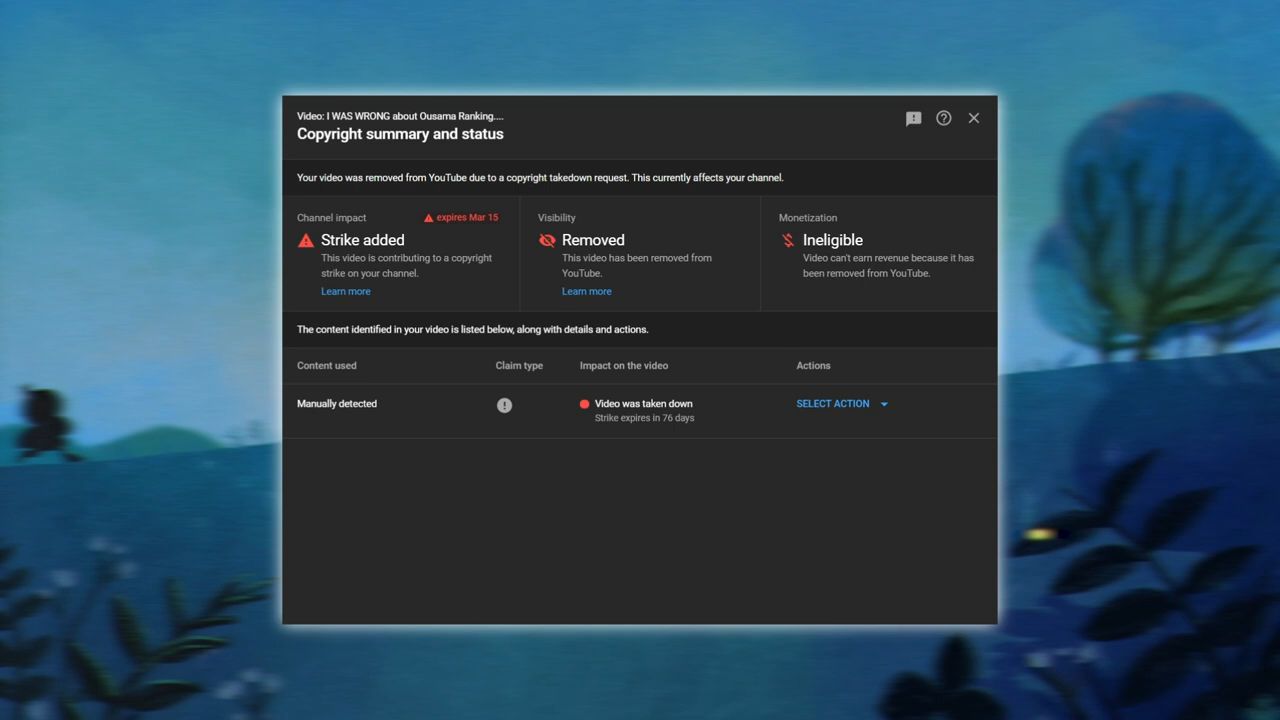 Video: I WAS WRONG about Ousama Ranking....
Copyright summary and status
Your video was removed from YouTube due to a copyright takedown request. This currently affects your channel.
Channel impact
expires Mar 15
Strike added
This video is contributing to a copyright
strike on your channel.
Learn more
Visibility
Removed
This video has been removed from
YouTube.
Learn more
Monetization
Ineligible
Video can't earn revenue because it has
been removed from YouTube.
The content identified in your video is listed below, along with details and actions.
Content used
Claim type
Impact on the video
Actions
Manually detected
Video was taken down
Strike expires in 76 days
SELECT ACTION